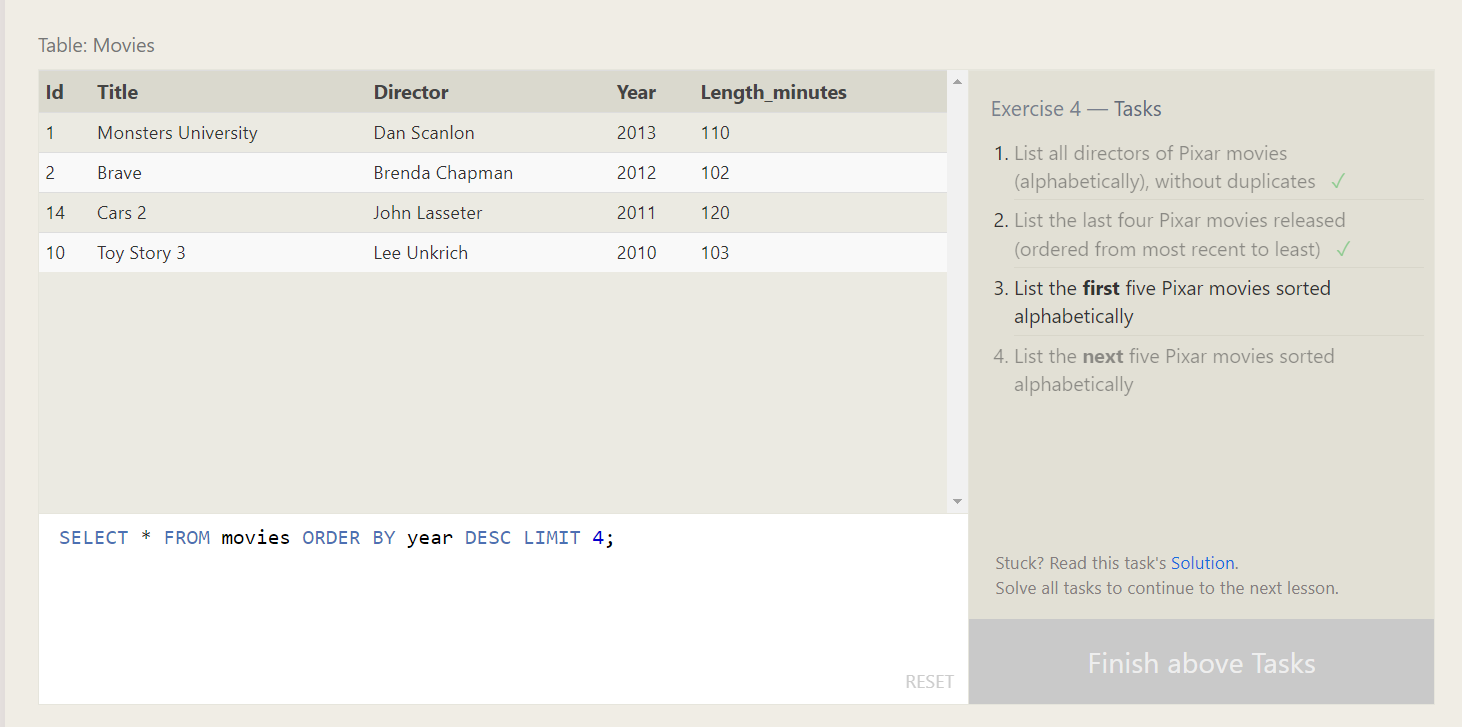 Table: Movies
Id Title Director Year Length_minutes
1 Monsters University Dan Scanlon 2013 110
2 Brave Brenda Chapman 2012 102
14 Cars 2 John Lasseter 2011 120
10 Toy Story 3 Lee Unkrich 2010 103
SELECT * FROM movies ORDER BY year DESC LIMIT 4;
RESET
Exercise 4 — Tasks
1. List all directors of Pixar movies
(alphabetically), without duplicates ✓
2. List the last four Pixar movies released
(ordered from most recent to least) ✓
3. List the first five Pixar movies sorted
alphabetically
4. List the next five Pixar movies sorted
alphabetically
Stuck? Read this task's Solution.
Solve all tasks to continue to the next lesson.
Finish above Tasks